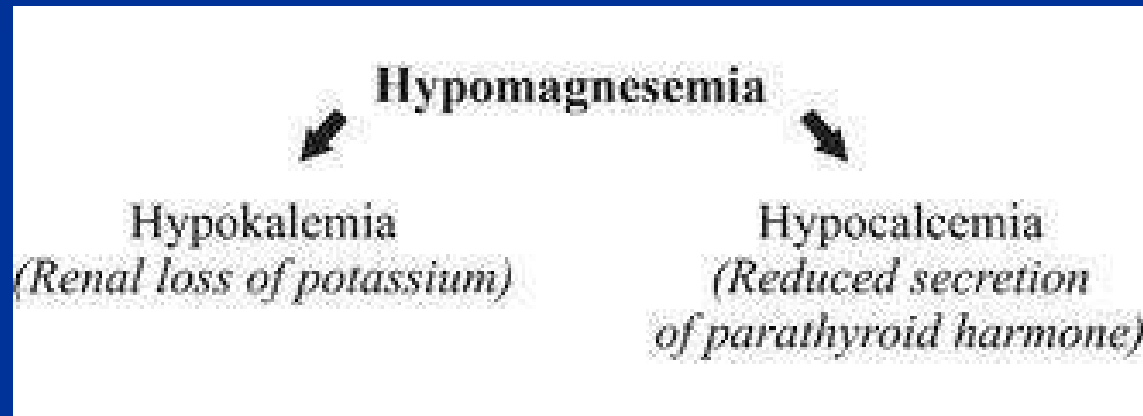 Hypomagnesemia
Hypokalemia
Hypocalcemia
(Renal loss of potassium)
(Reduced secretion
of parathyroid harmone)